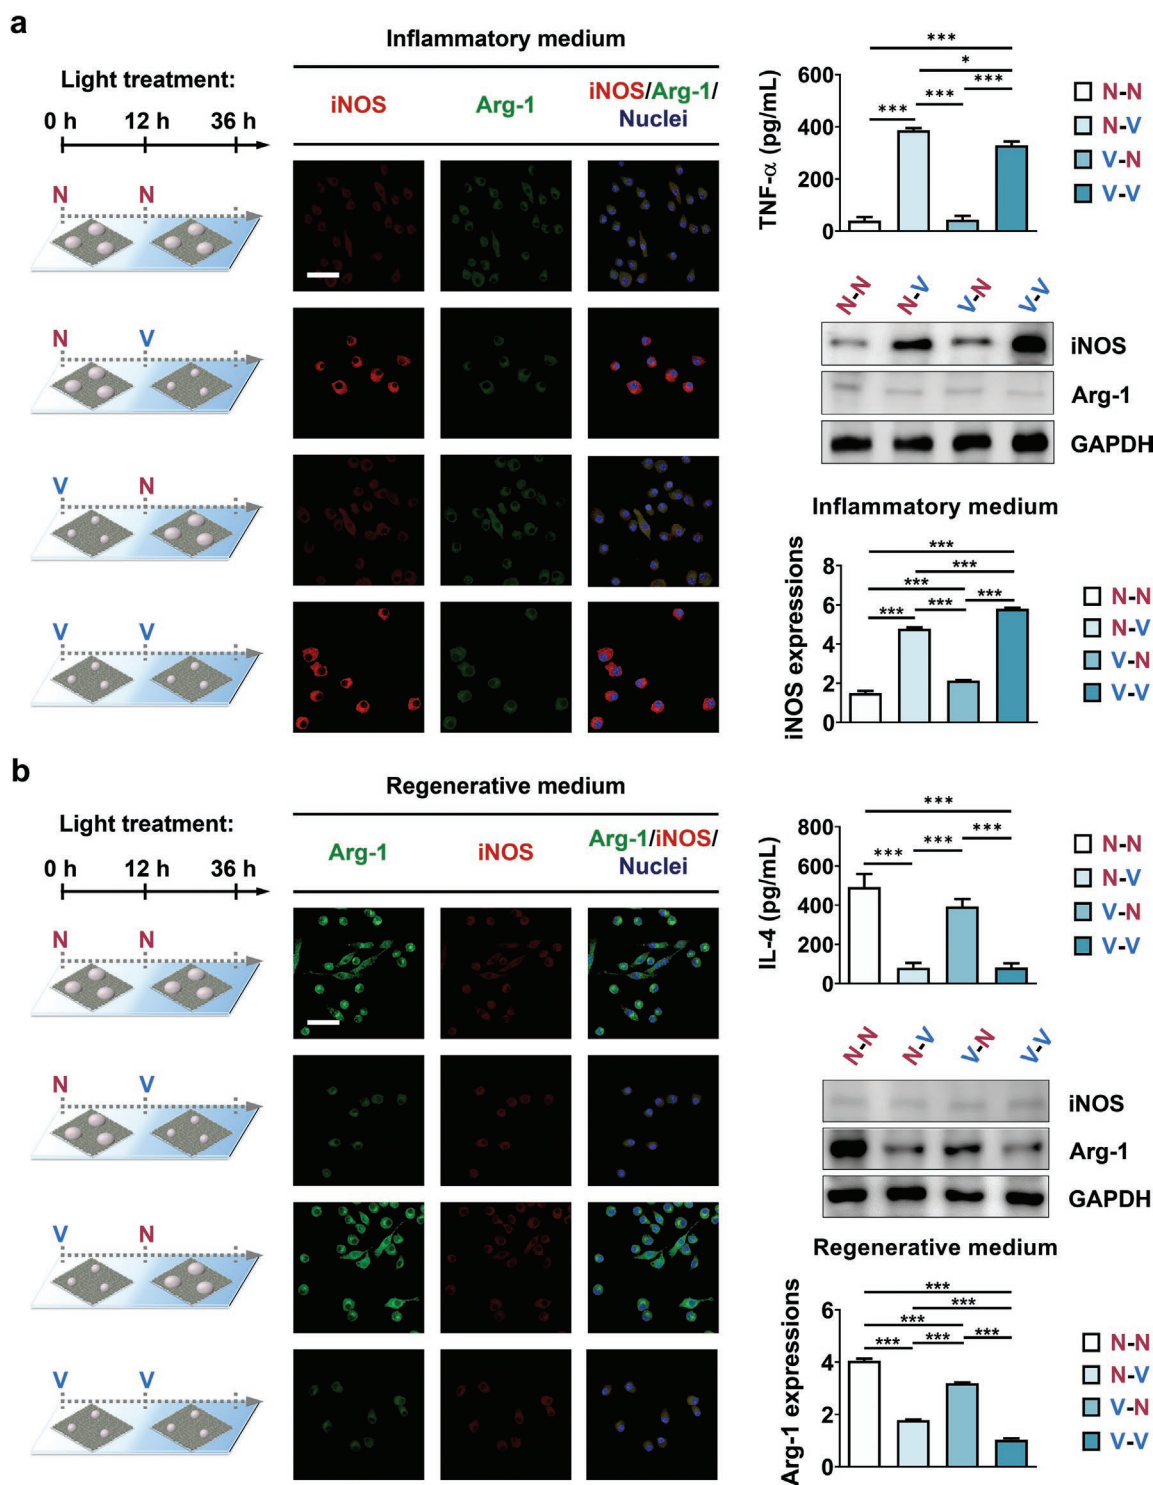 a
Light treatment:
0 h 12 h 36 h
N N
N V
V N
V V
Inflammatory medium
iNOS Arg-1 iNOS/Arg-1/
Nuclei
TNF-α (pg/mL)
600
400
200
0
***
*
*** ***
***
N-N
N-V
V-N
V-V
N-N N-V V-N V-V
iNOS
Arg-1
GAPDH
Inflammatory medium
iNOS expressions
8
6
4
2
0
***
***
***
*** *** ***
N-N
N-V
V-N
V-V
b
Light treatment:
0 h 12 h 36 h
N N
N V
V N
V V
Regenerative medium
Arg-1 iNOS Arg-1/iNOS/
Nuclei
IL-4 (pg/mL)
800
600
400
200
0
***
***
*** ***
N-N
N-V
V-N
V-V
N-N N-V V-N V-V
iNOS
Arg-1
GAPDH
Regenerative medium
Arg-1 expressions
6
4
2
0
***
***
***
*** *** ***
N-N
N-V
V-N
V-V